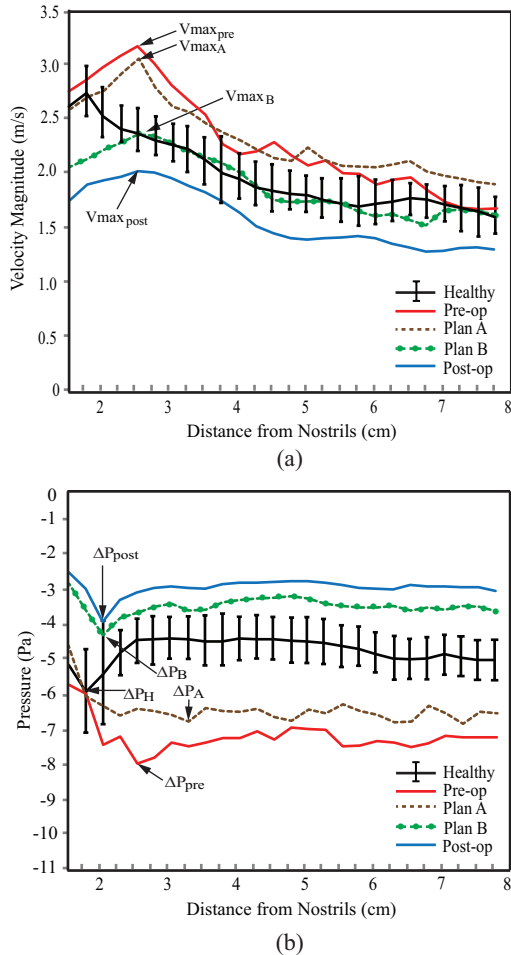 (a)
Vmaxpre
VmaxA
VmaxB
Vmaxpost
Velocity Magnitude (m/s)
3.5
3.0
2.5
2.0
1.5
1.0
0.5
0
Healthy
Pre-op
Plan A
Plan B
Post-op
2 3 4 5 6 7 8
Distance from Nostrils (cm)
(a)
Pressure (Pa)
0
-1
-2
-3
-4
-5
-6
-7
-8
-9
-10
-11
ΔPpost
ΔPB
ΔPH
ΔPA
ΔPpre
Healthy
Pre-op
Plan A
Plan B
Post-op
2 3 4 5 6 7 8
Distance from Nostrils (cm)
(b)